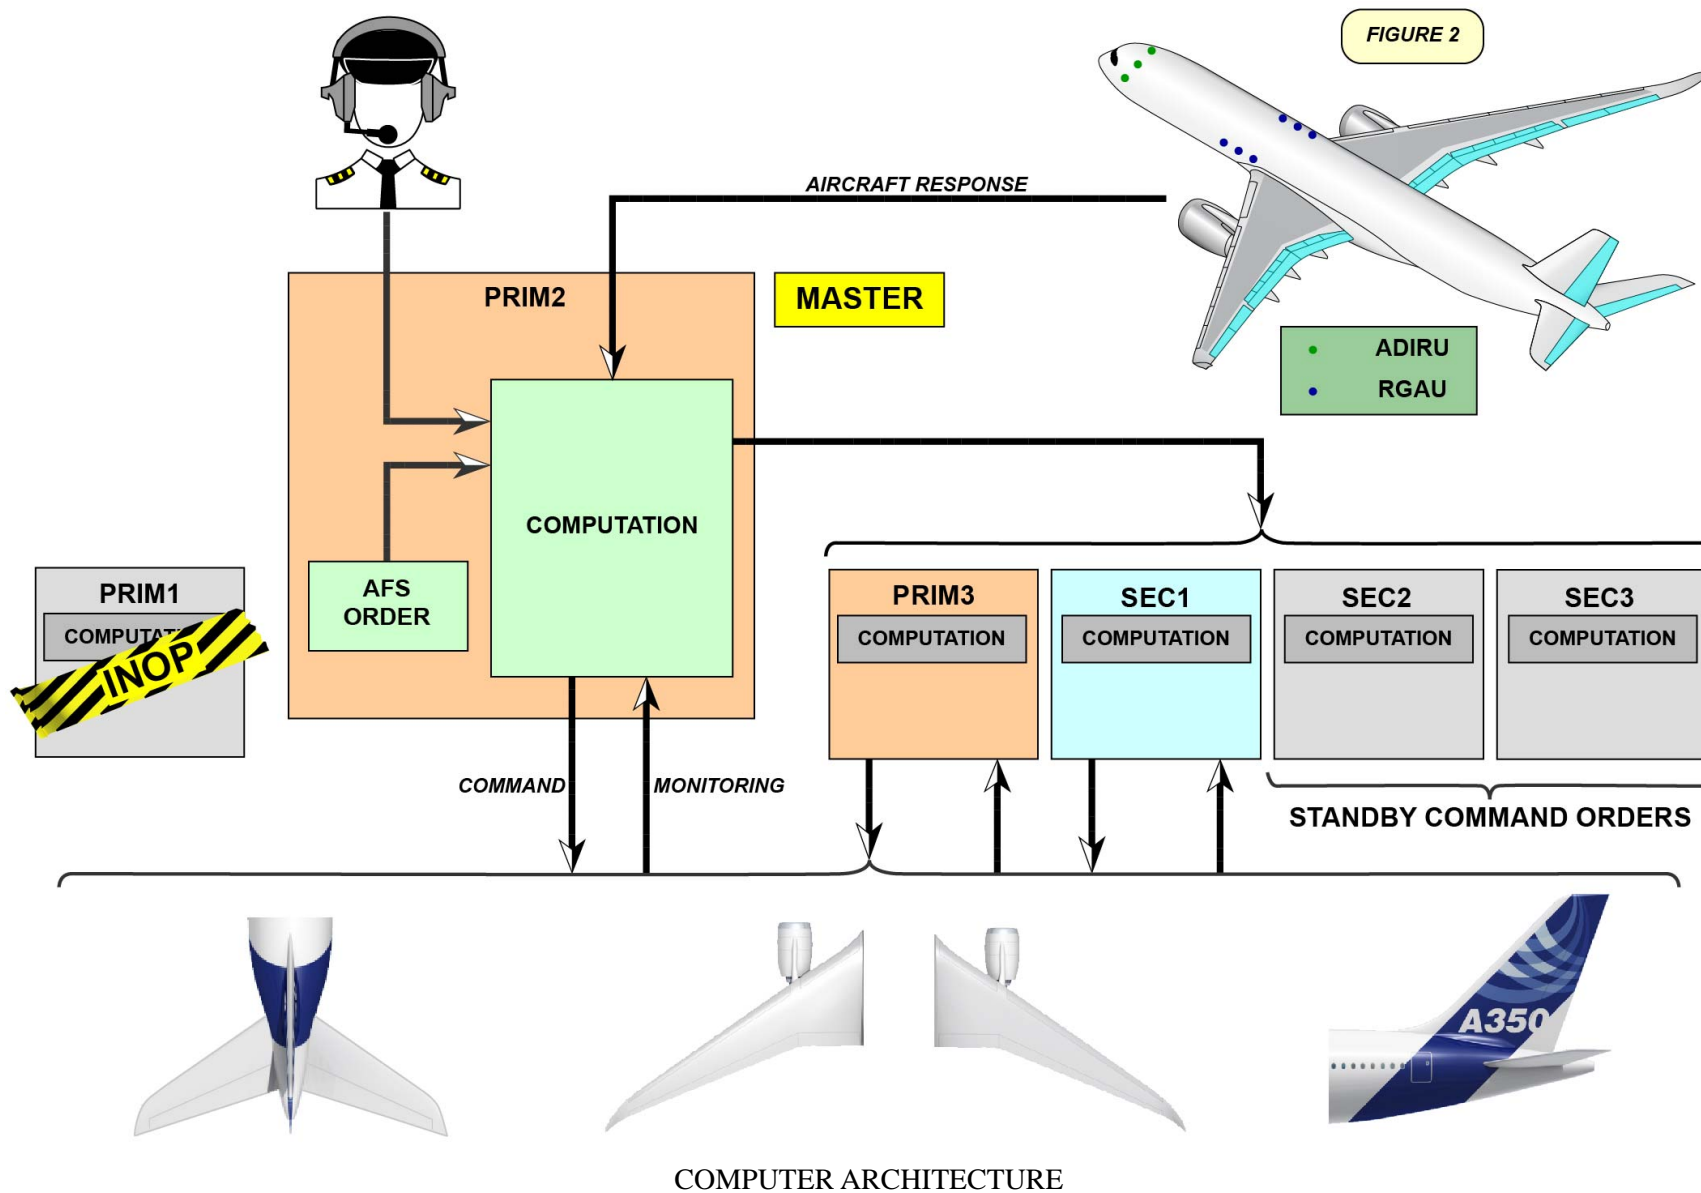 FIGURE 2
AIRCRAFT RESPONSE
PRIM2
MASTER
ADIRU
RGAU
COMPUTATION
AFS
ORDER
PRIM1
INOP
PRIM3
COMPUTATION
SEC1
COMPUTATION
SEC2
COMPUTATION
SEC3
COMPUTATION
COMMAND
MONITORING
STANDBY COMMAND ORDERS
A350
COMPUTER ARCHITECTURE